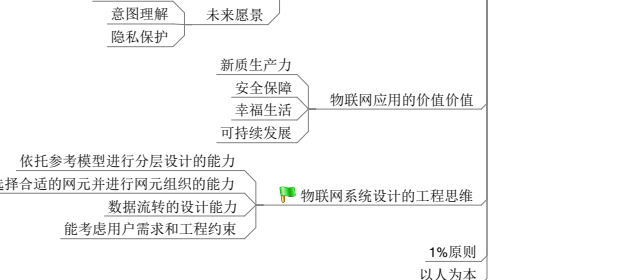 意图理解
未来愿景
隐私保护
新质生产力
安全保障
物联网应用的价值价值
幸福生活
可持续发展
依托参考模型进行分层设计的能力
选择合适的网元并进行网元组织的能力
物联网系统设计的工程思维
数据流转的设计能力
能考虑用户需求和工程约束
1%原则
以人为本